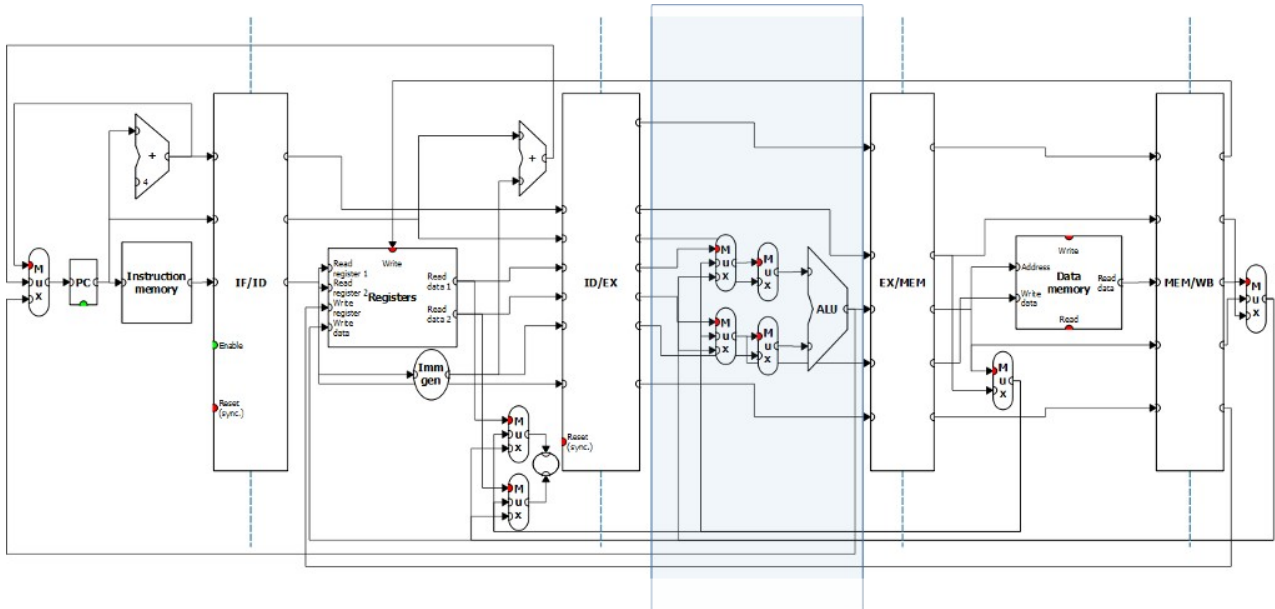 +
4
M
u
x
PC
Instruction
memory
IF/ID
Enable
Reset
(sync.)
Write
Read
register 1
Read
register 2
Write
register
Write
data
Registers
Read
data 1
Read
data 2
Imm
gen
+
M
u
x
M
u
x
ID/EX
Reset
(sync.)
M
u
x
M
u
x
M
u
x
M
u
x
ALU
EX/MEM
Write
Address
Write
data
Data
memory
Read
data
Read
M
u
x
MEM/WB
M
u
x